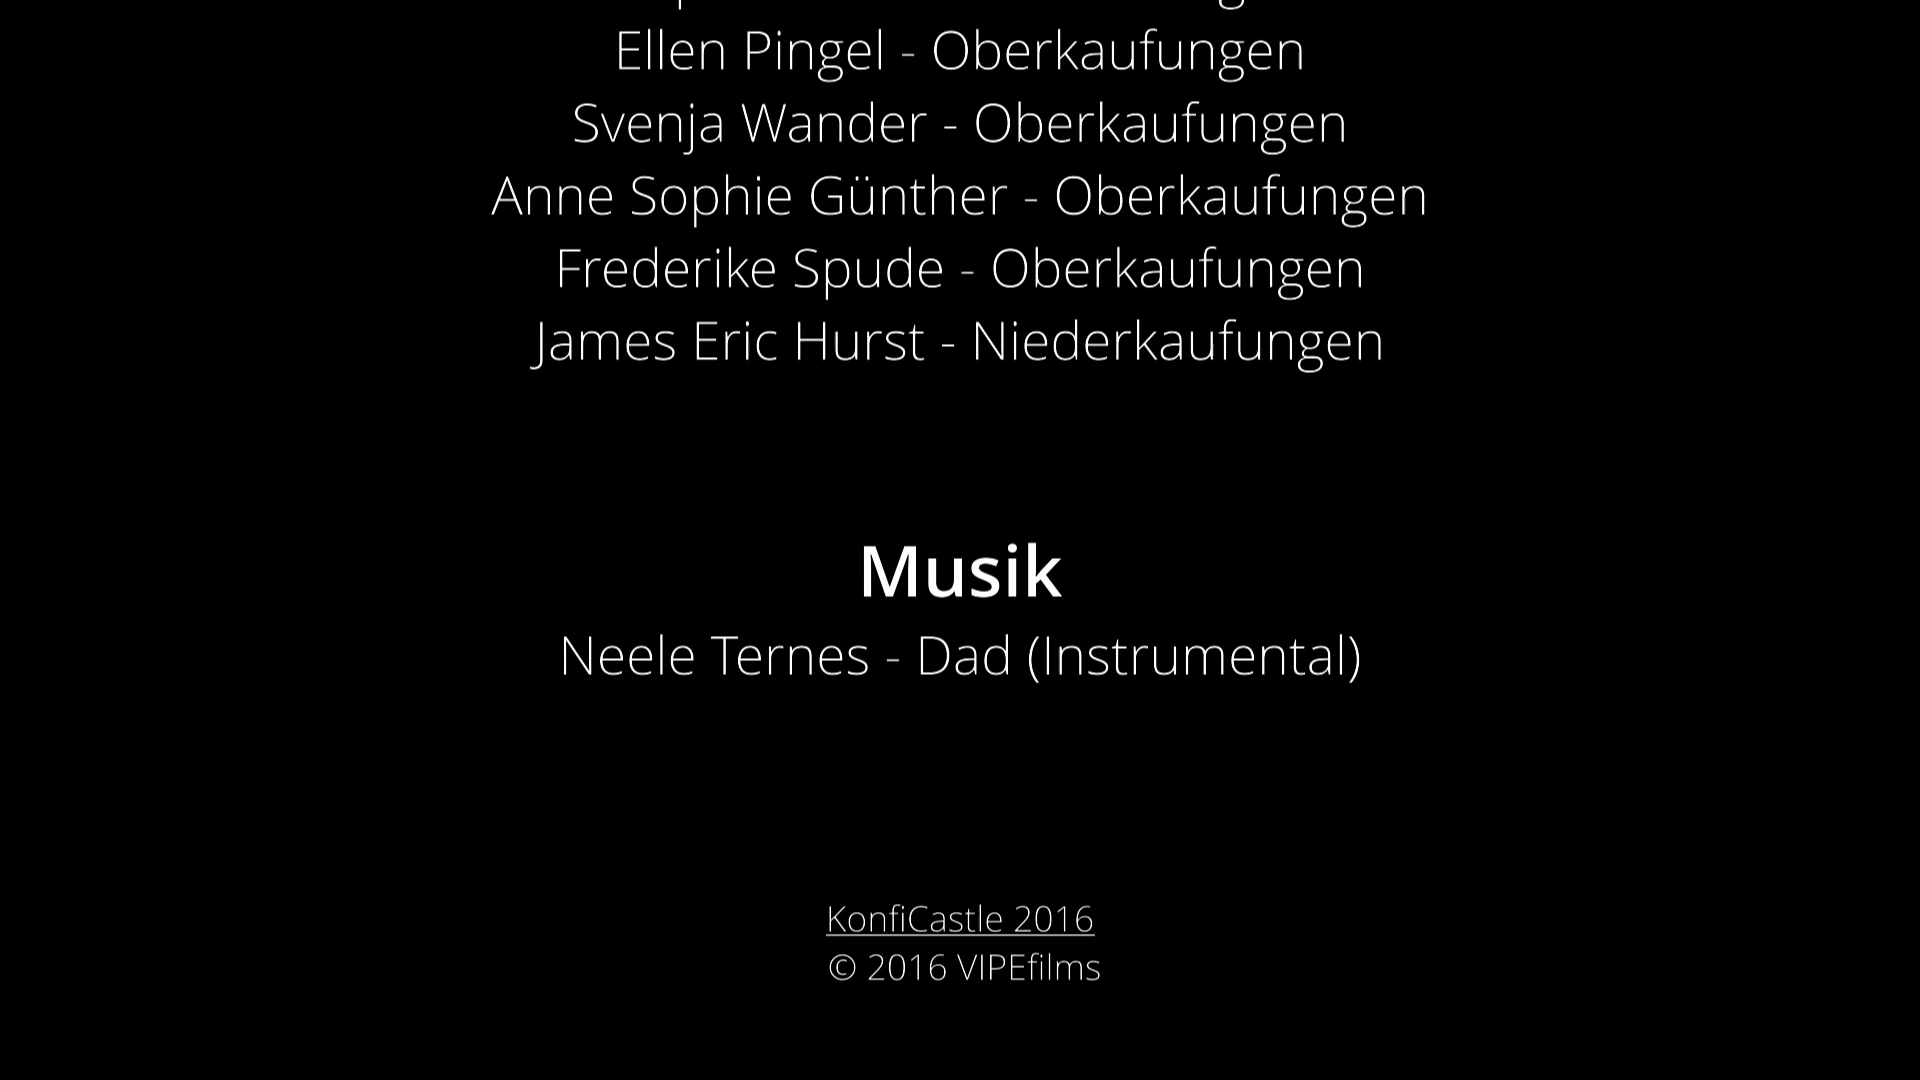 Ellen Pingel - Oberkaufungen
Svenja Wander - Oberkaufungen
Anne Sophie Günther - Oberkaufungen
Frederike Spude - Oberkaufungen
James Eric Hurst - Niederkaufungen
Musik
Neele Ternes - Dad (Instrumental)
KonfiCastle 2016
© 2016 VIPEfilms